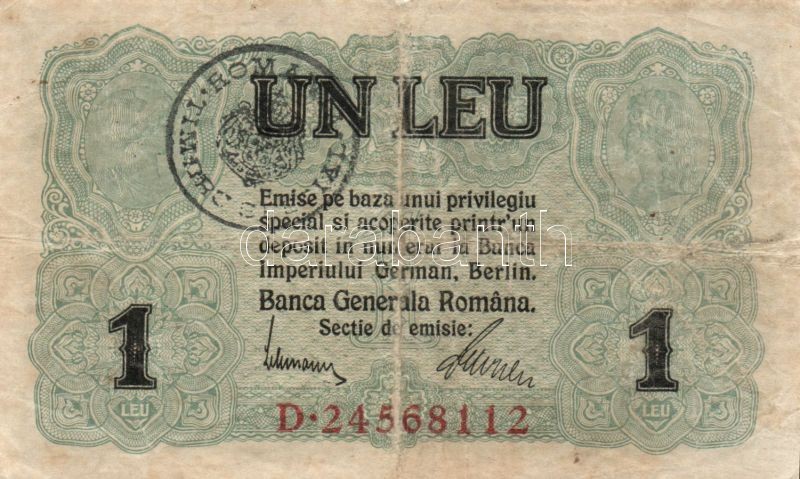 UN LEU
Emise pe baza unui privilegiu
special si acoperite printr'un
deposit in numerar la Banca
Imperiului German, Berlin.
Banca Generala Româna.
Sectie de emisie:
1 1
LEU LEU
D·24568112
darabanth